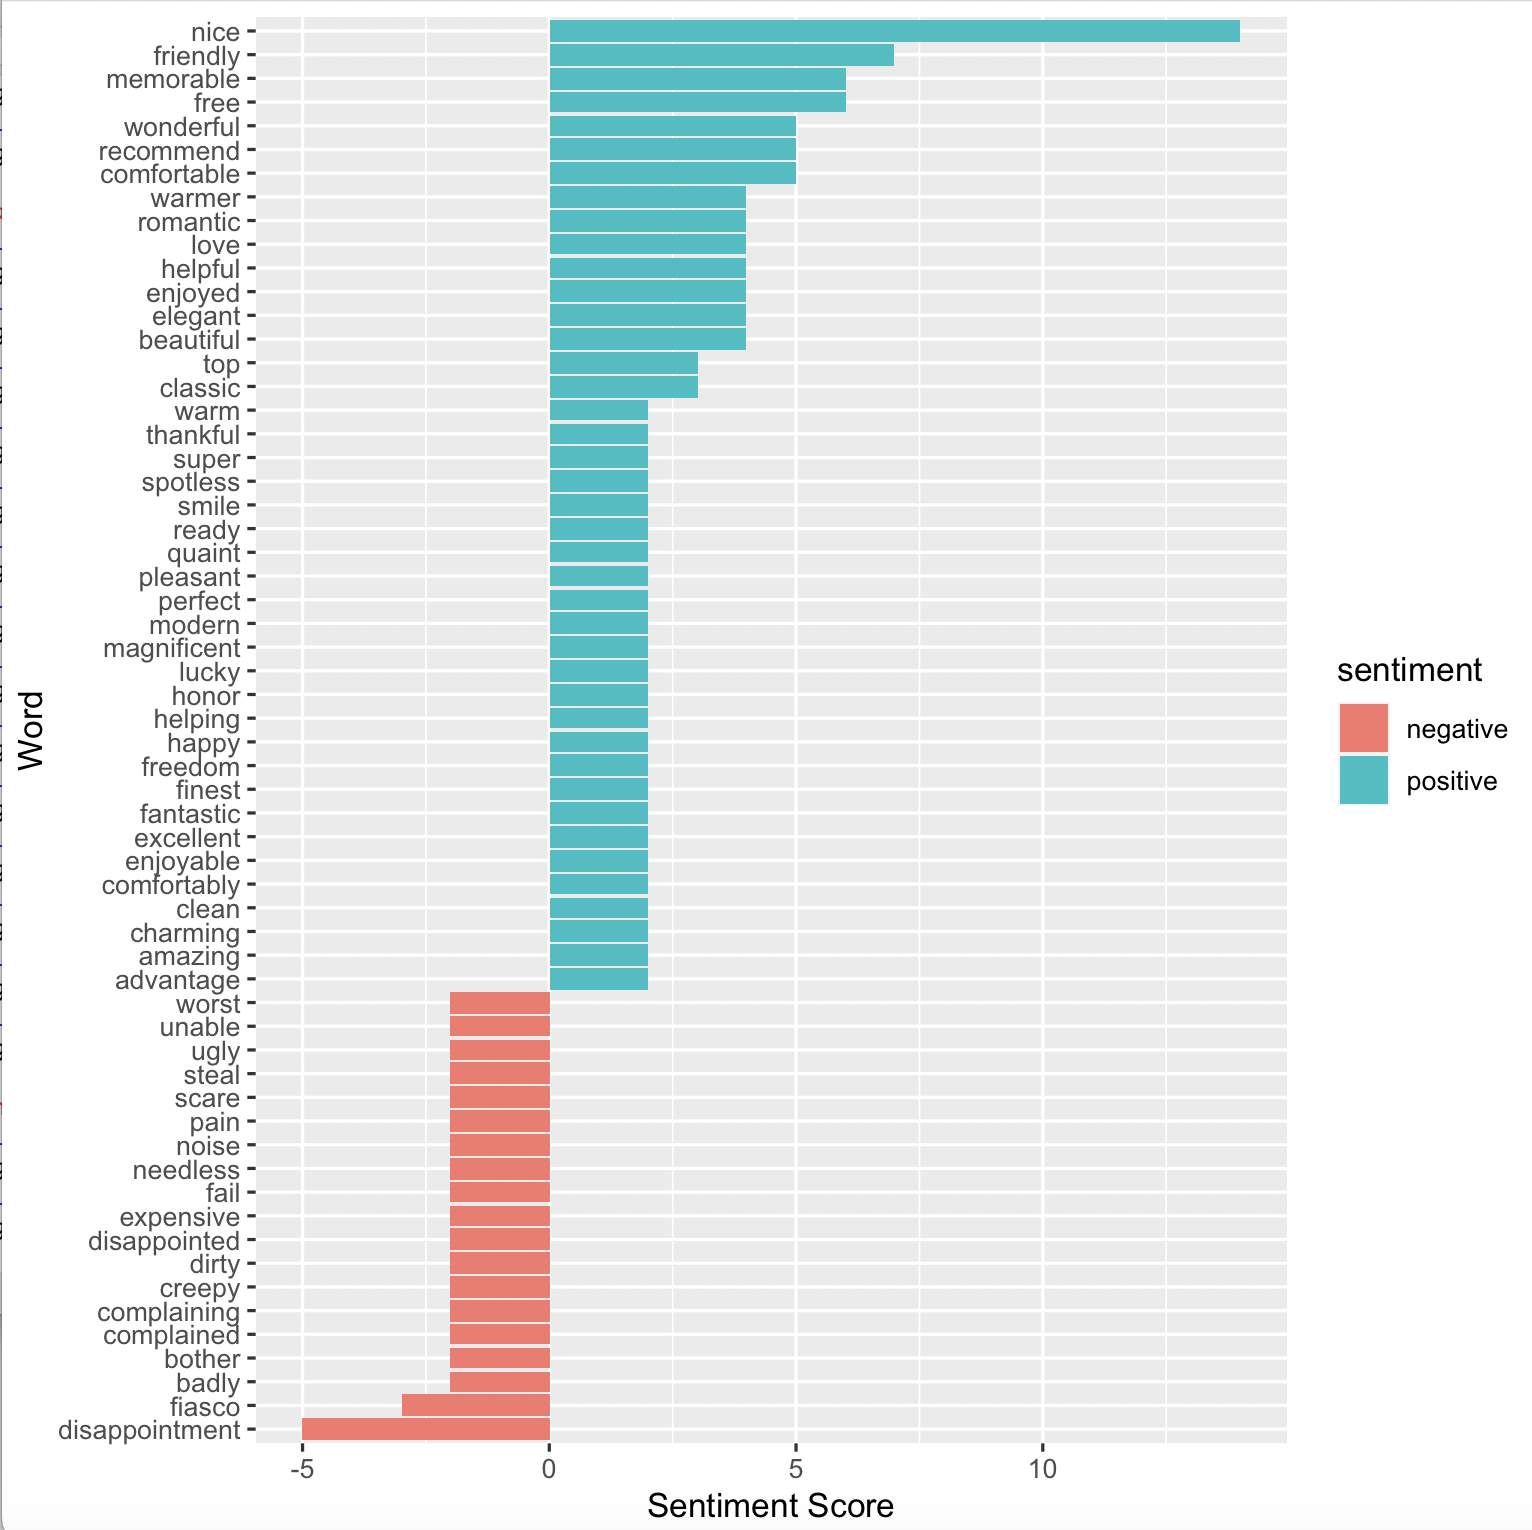 nice
friendly
memorable
free
wonderful
recommend
comfortable
warmer
romantic
love
helpful
enjoyed
elegant
beautiful
top
classic
warm
thankful
super
spotless
smile
ready
quaint
pleasant
perfect
modern
magnificent
lucky
honor
helping
happy
freedom
finest
fantastic
excellent
enjoyable
comfortably
clean
charming
amazing
advantage
worst
unable
ugly
steal
scare
pain
noise
needless
fail
expensive
disappointed
dirty
creepy
complaining
complained
bother
badly
fiasco
disappointment
Word
-5 0 5 10
Sentiment Score
sentiment
negative
positive